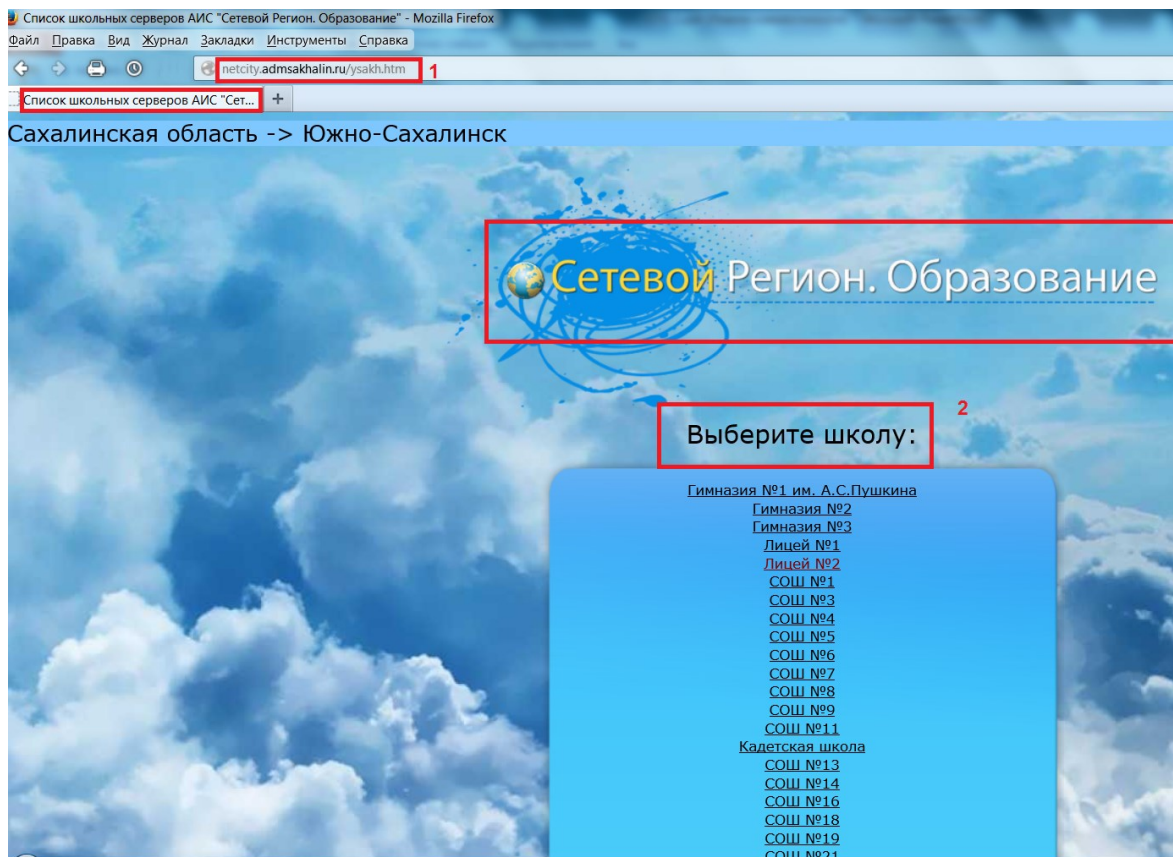 Список школьных серверов АИС "Сетевой Регион. Образование" - Mozilla Firefox
Файл Правка Вид Журнал Закладки Инструменты Справка
netcity.admsakhalin.ru/ysakh.htm 1
Список школьных серверов АИС "Сет... +
Сахалинская область -> Южно-Сахалинск
Сетевой Регион. Образование
2
Выберите школу:
Гимназия №1 им. А.С.Пушкина
Гимназия №2
Гимназия №3
Лицей №1
Лицей №2
СОШ №1
СОШ №3
СОШ №4
СОШ №5
СОШ №6
СОШ №7
СОШ №8
СОШ №9
СОШ №11
Кадетская школа
СОШ №13
СОШ №14
СОШ №16
СОШ №18
СОШ №19
СОШ №21